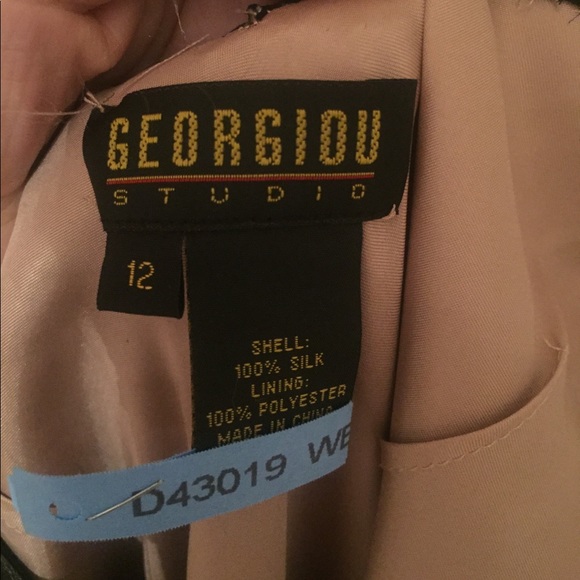 GEORGIOU
STUDIO
12
SHELL:
100% SILK
LINING:
100% POLYESTER
MADE IN CHINA
D43019 WE